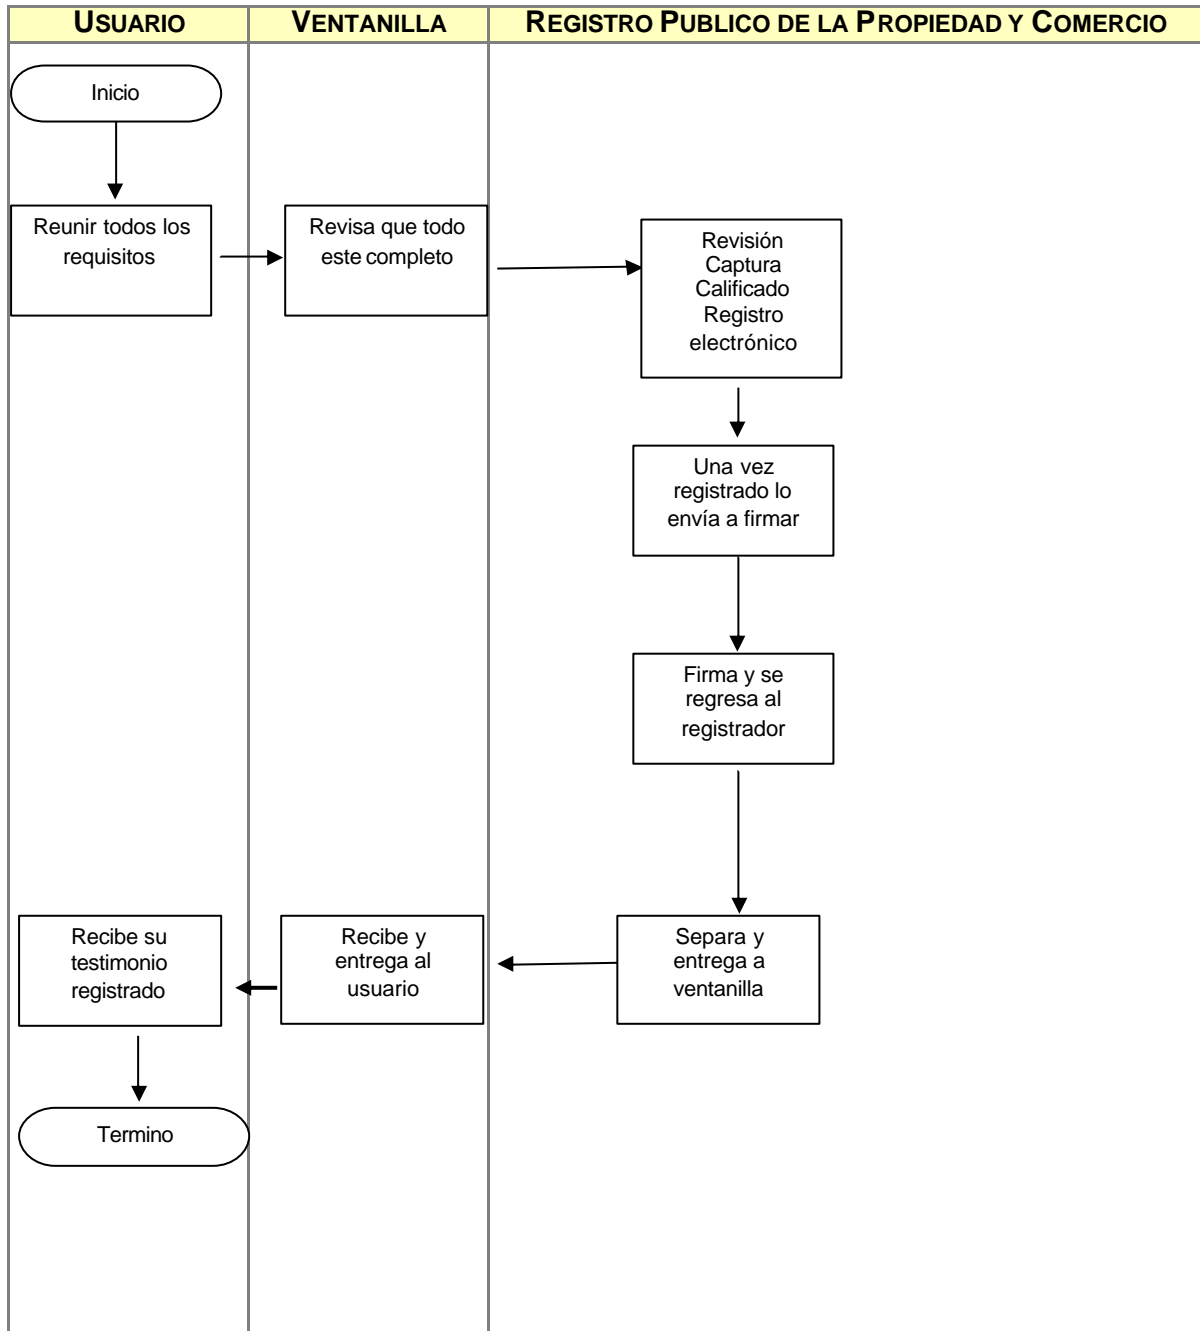 USUARIO
VENTANILLA
REGISTRO PUBLICO DE LA PROPIEDAD Y COMERCIO
Inicio
Reunir todos los
requisitos
Revisa que todo
este completo
Revisión
Captura
Calificado
Registro
electrónico
Una vez
registrado lo
envía a firmar
Firma y se
regresa al
registrador
Separa y
entrega a
ventanilla
Recibe y
entrega al
usuario
Recibe su
testimonio
registrado
Termino